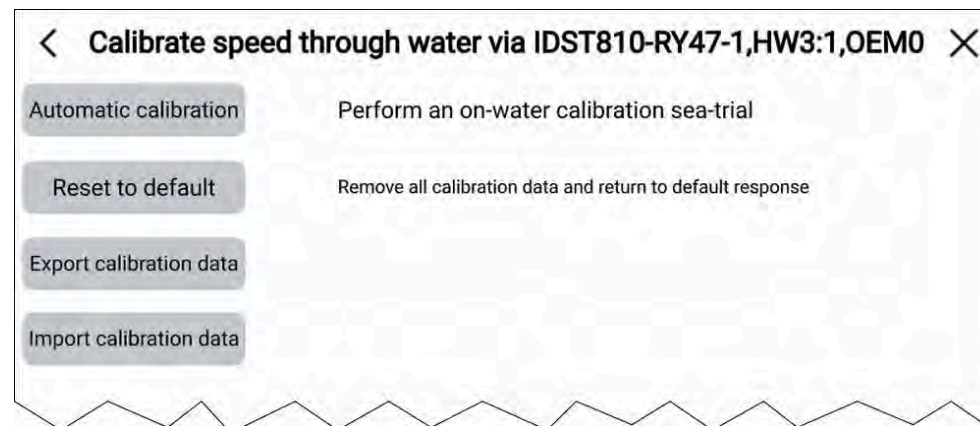 Calibrate speed through water via IDST810-RY47-1,HW3:1,OEM0
Automatic calibration
Perform an on-water calibration sea-trial
Reset to default
Remove all calibration data and return to default response
Export calibration data
Import calibration data